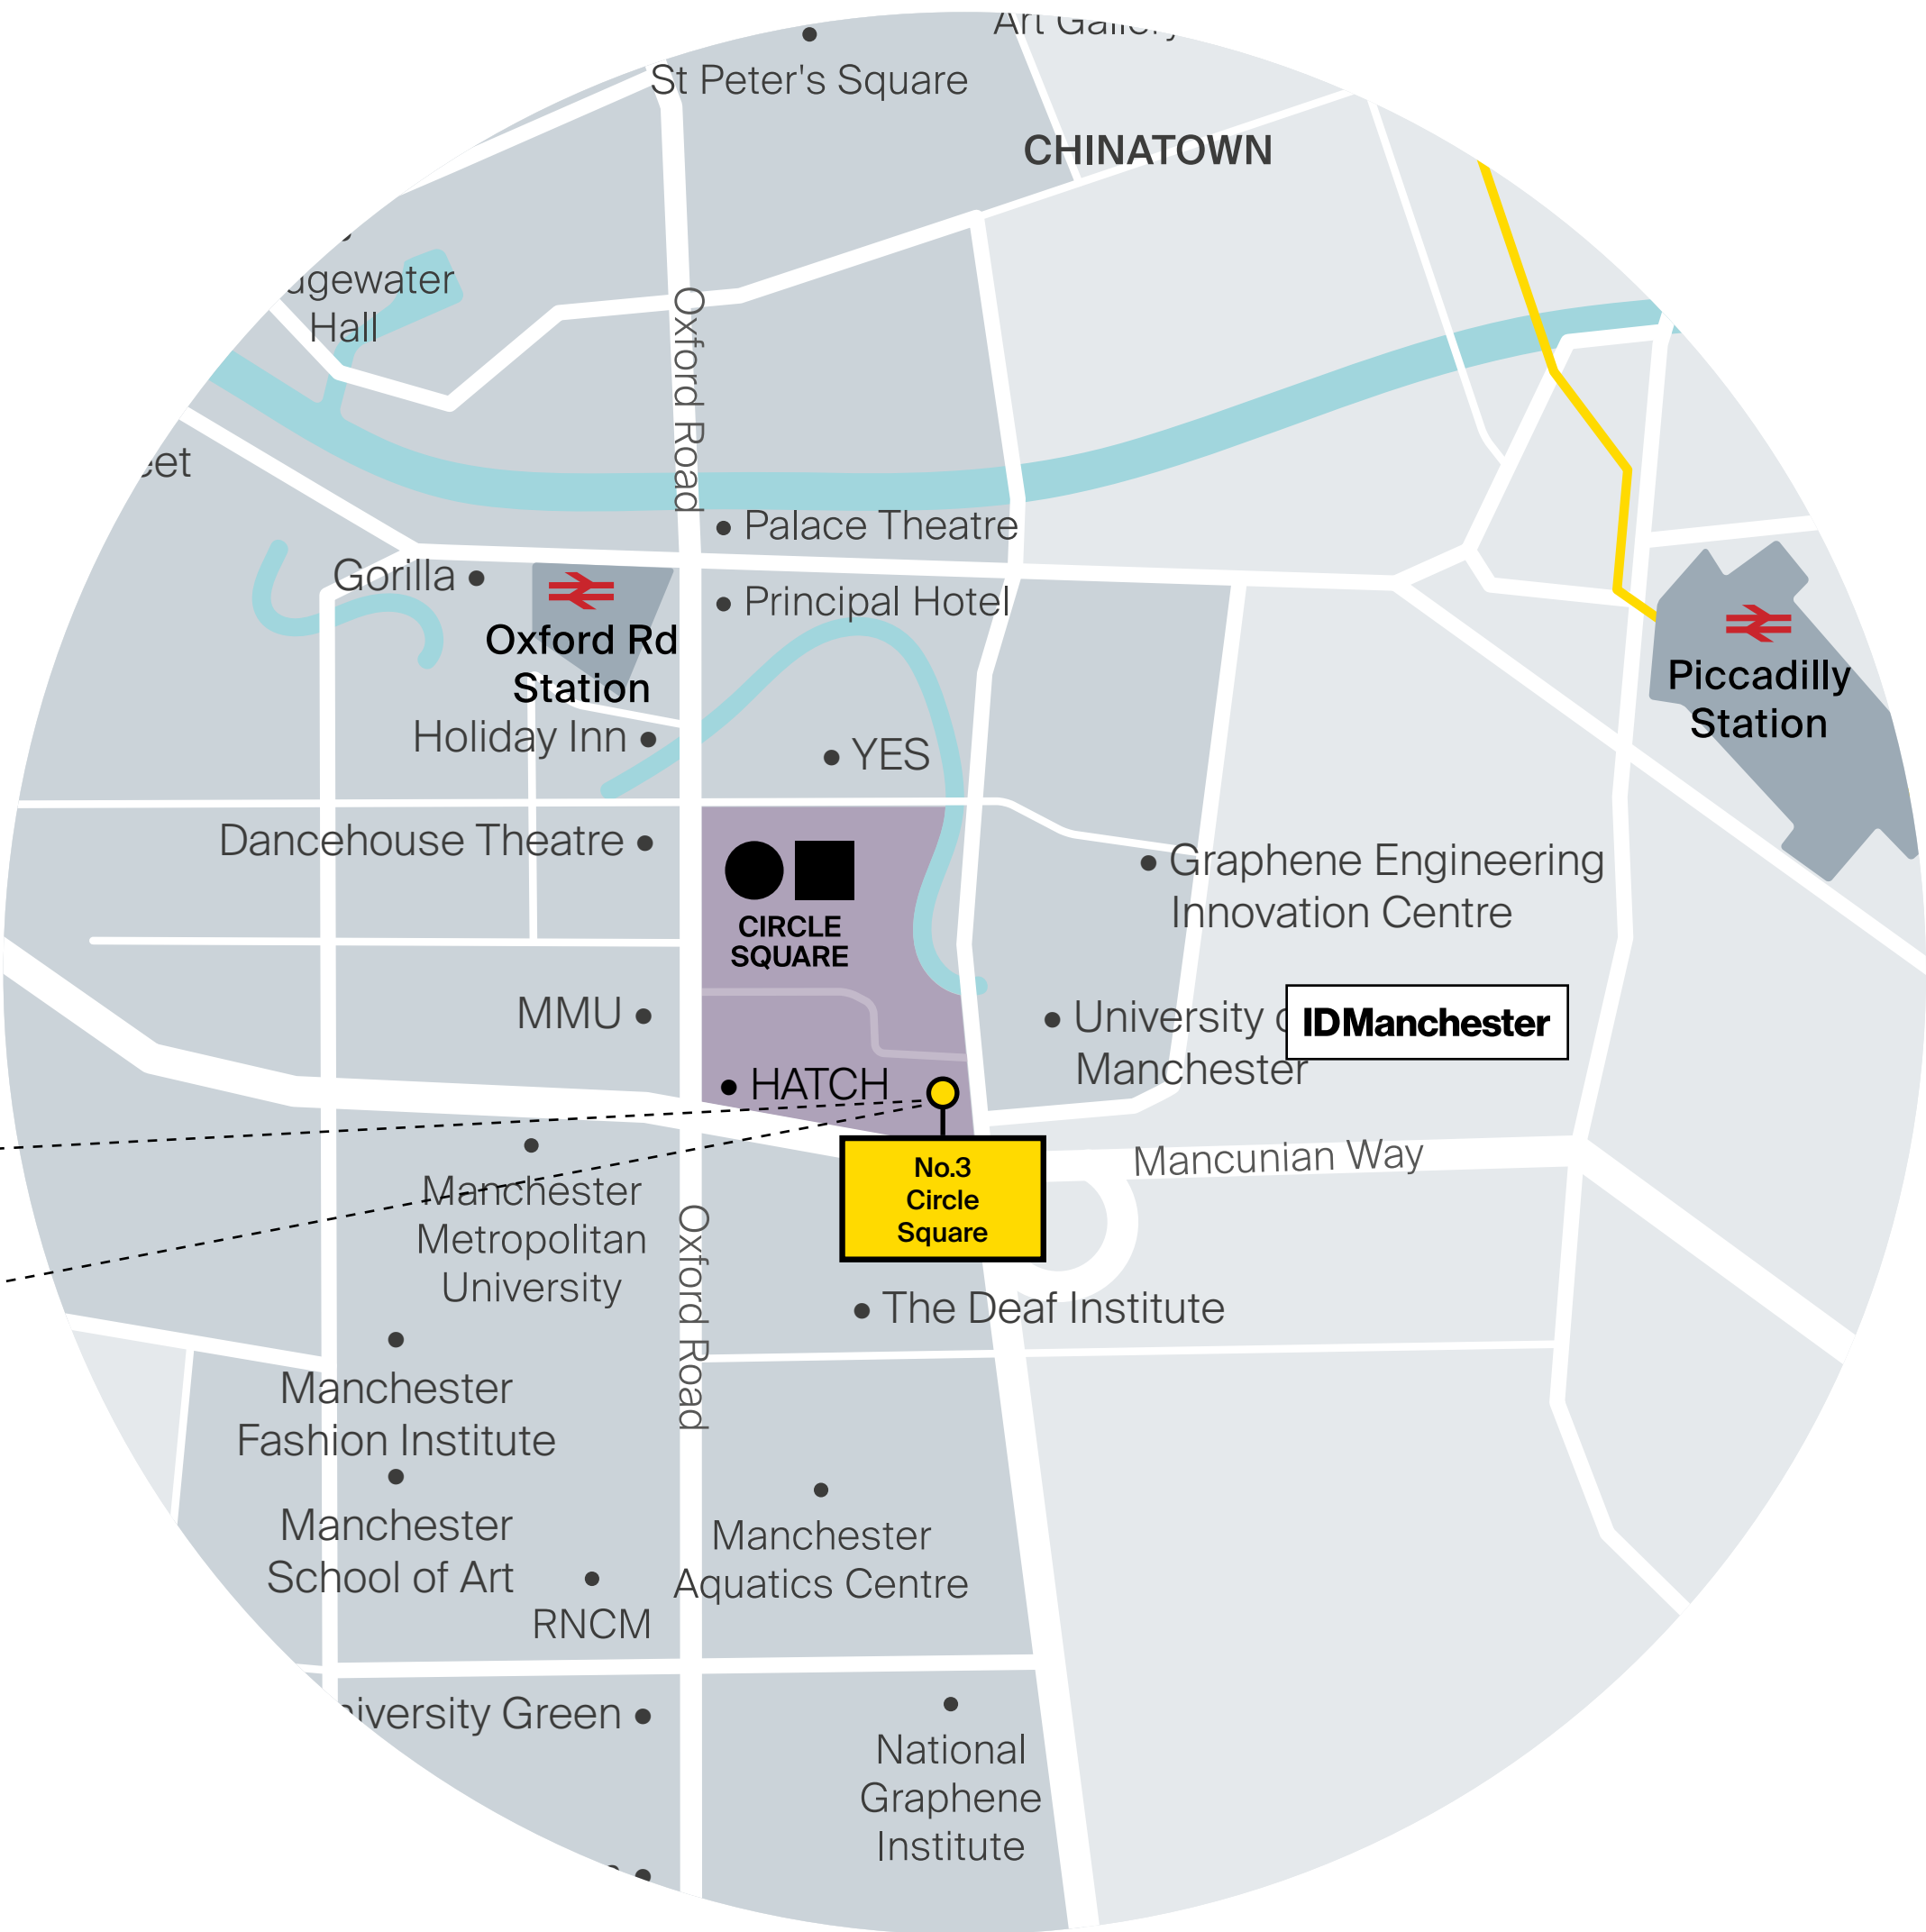 St Peter's Square
CHINATOWN
Hall
Oxford Road
Palace Theatre
Gorilla
Principal Hotel
Oxford Rd
Station
Piccadilly
Station
Holiday Inn
YES
Dancehouse Theatre
CIRCLE
SQUARE
Graphene Engineering
Innovation Centre
MMU
University
Manchester
IDManchester
HATCH
Mancunian Way
No.3
Circle
Square
Manchester
Metropolitan
University
Oxford Road
The Deaf Institute
Manchester
Fashion Institute
Manchester
School of Art
Manchester
Aquatics Centre
RNCM
Green
National
Graphene
Institute